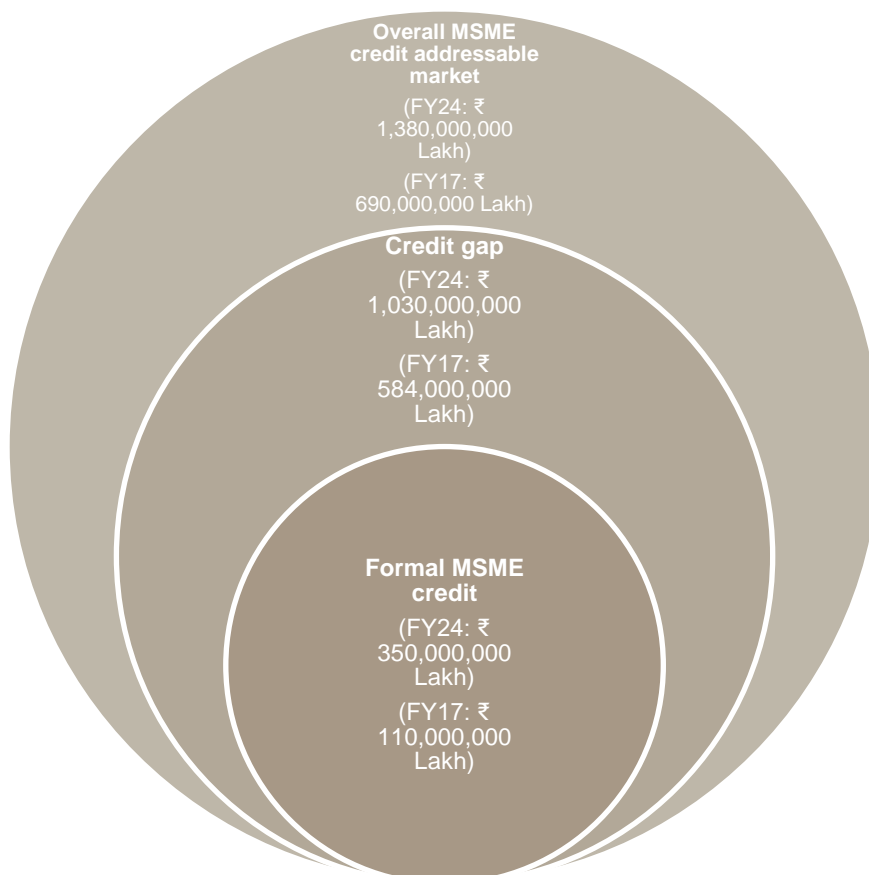 Overall MSME
credit addressable
market
(FY24: ₹
1,380,000,000
Lakh)
(FY17: ₹
690,000,000 Lakh)
Credit gap
(FY24: ₹
1,030,000,000
Lakh)
(FY17: ₹
584,000,000
Lakh)
Formal MSME
credit
(FY24: ₹
350,000,000
Lakh)
(FY17: ₹
110,000,000
Lakh)